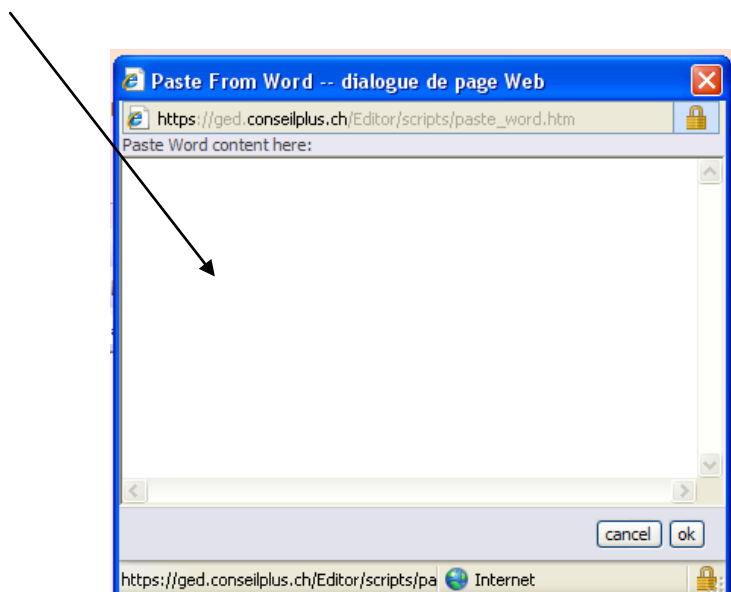 Paste From Word -- dialogue de page Web
https://ged.conseilplus.ch/Editor/scripts/paste_word.htm
Paste Word content here:
cancel ok
https://ged.conseilplus.ch/Editor/scripts/pa Internet